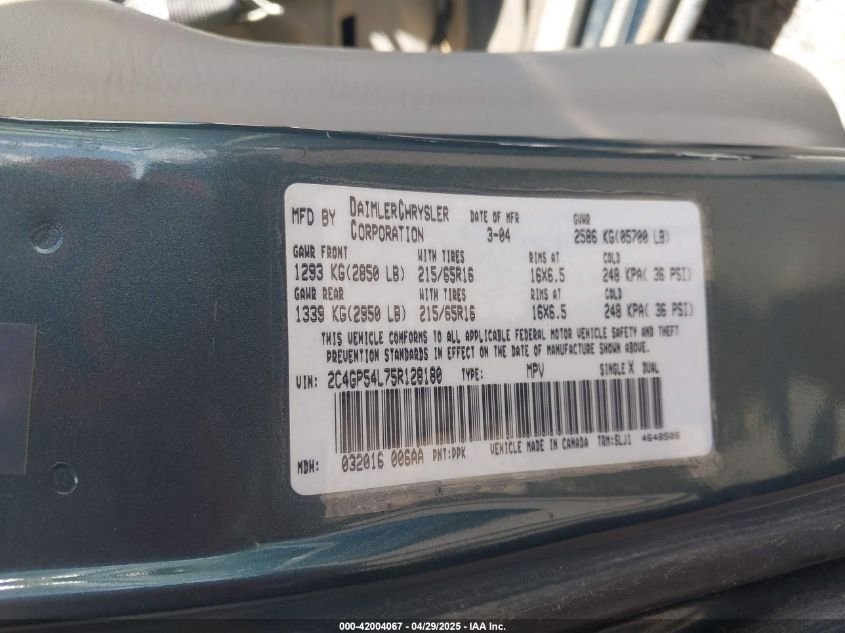 MFD BY DAIMLERCHRYSLER CORPORATION DATE OF MFR 3-04 GVWR 2586 KG(05700 LB)
GAWR FRONT WITH TIRES RIMS AT COLD
1293 KG(2850 LB) 215/65R16 16X6.5 248 KPA( 36 PSI)
GAWR REAR WITH TIRES RIMS AT COLD
1339 KG(2950 LB) 215/65R16 16X6.5 248 KPA( 36 PSI)
THIS VEHICLE CONFORMS TO ALL APPLICABLE FEDERAL MOTOR VEHICLE SAFETY AND THEFT
PREVENTION STANDARDS IN EFFECT ON THE DATE OF MANUFACTURE SHOWN ABOVE.
VIN: 2C4GP54L75R128180 TYPE: MPV SINGLE X DUAL
VEHICLE MADE IN CANADA TRM:SLJ1 4648505
MDH: 032016 006AA PNT:PPK
000-42004067 - 04/29/2025 - IAA Inc.